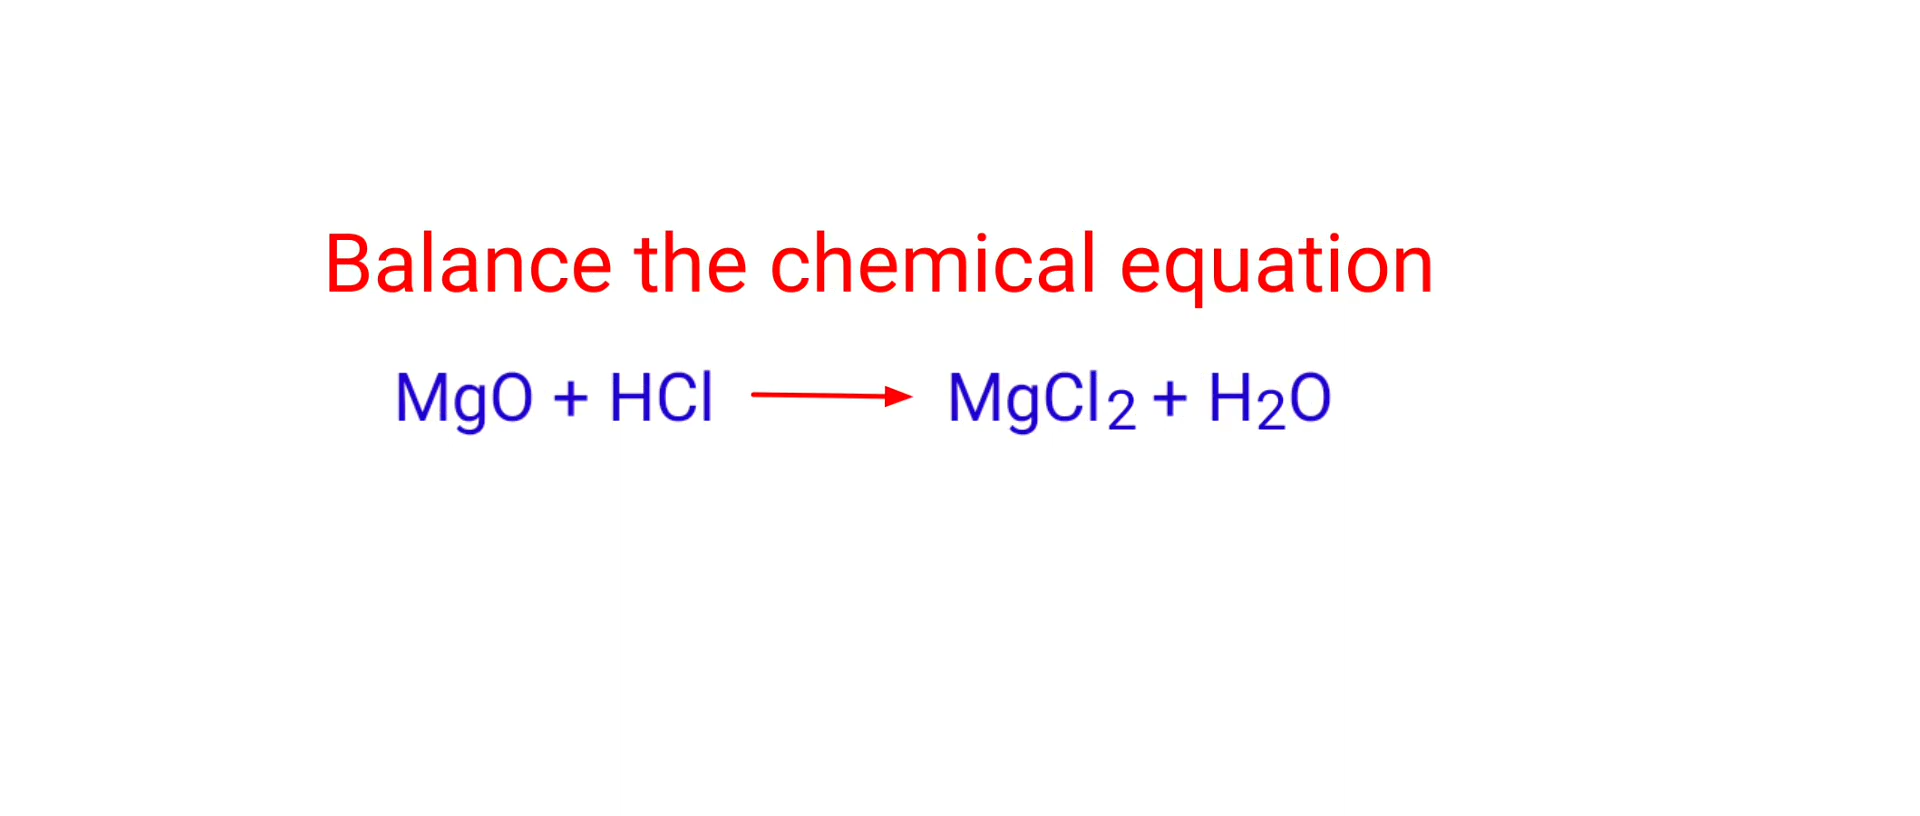 Balance the chemical equation
MgO + HCl ⟶ MgCl₂ + H₂O